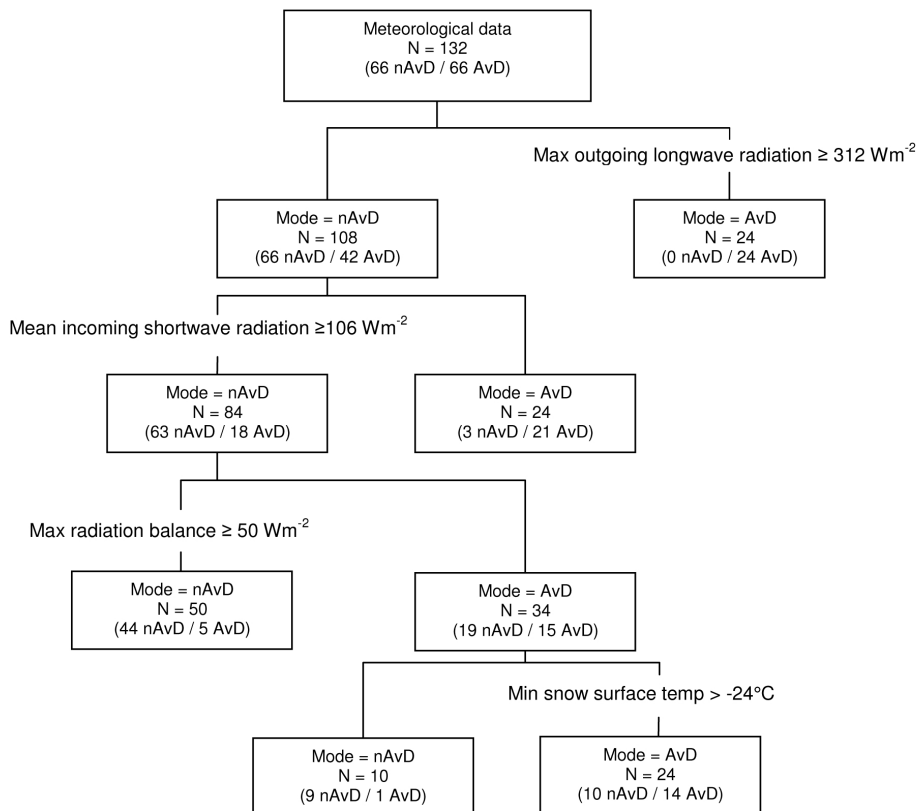 Meteorological data
N = 132
(66 nAvD / 66 AvD)
Max outgoing longwave radiation ≥ 312 Wm⁻²
Mode = nAvD
N = 108
(66 nAvD / 42 AvD)
Mode = AvD
N = 24
(0 nAvD / 24 AvD)
Mean incoming shortwave radiation ≥106 Wm⁻²
Mode = nAvD
N = 84
(63 nAvD / 18 AvD)
Mode = AvD
N = 24
(3 nAvD / 21 AvD)
Max radiation balance ≥ 50 Wm⁻²
Mode = nAvD
N = 50
(44 nAvD / 5 AvD)
Mode = AvD
N = 34
(19 nAvD / 15 AvD)
Min snow surface temp > -24°C
Mode = nAvD
N = 10
(9 nAvD / 1 AvD)
Mode = AvD
N = 24
(10 nAvD / 14 AvD)